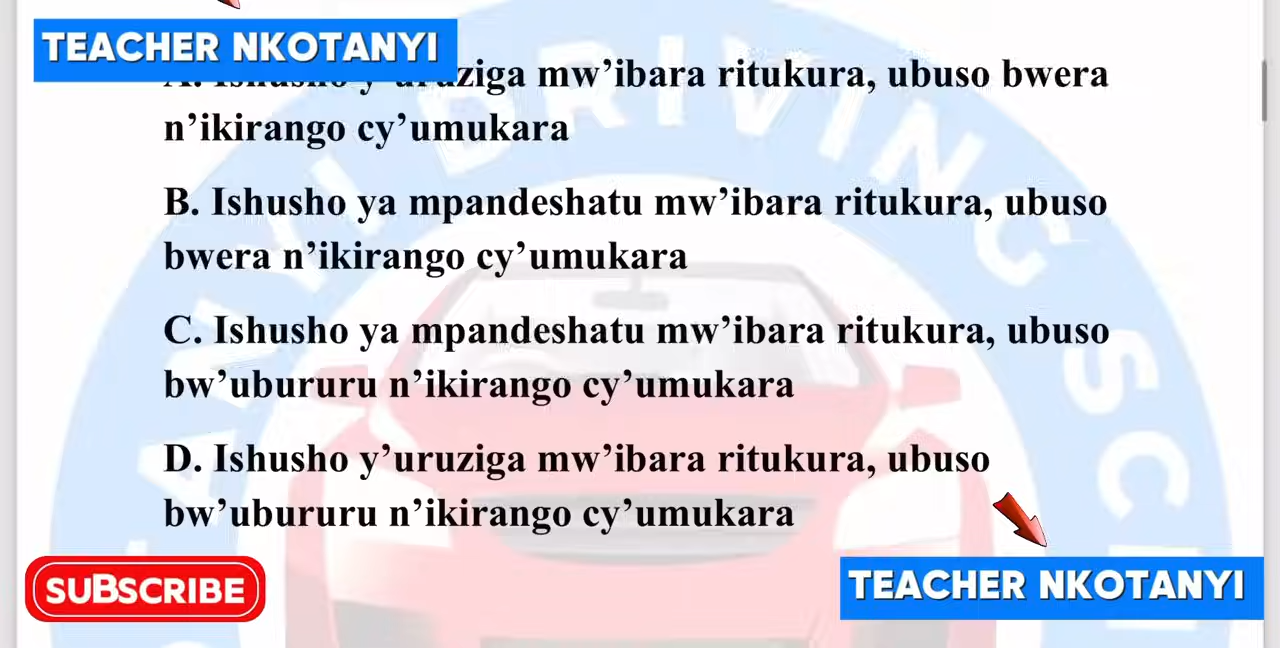 TEACHER NKOTANYI
mw’ibara ritukura, ubuso bwera
n’ikirango cy’umukara
B. Ishusho ya mpandeshatu mw’ibara ritukura, ubuso
bwera n’ikirango cy’umukara
C. Ishusho ya mpandeshatu mw’ibara ritukura, ubuso
bw’ubururu n’ikirango cy’umukara
D. Ishusho y’uruziga mw’ibara ritukura, ubuso
bw’ubururu n’ikirango cy’umukara
SUBSCRIBE
TEACHER NKOTANYI
DRIVING